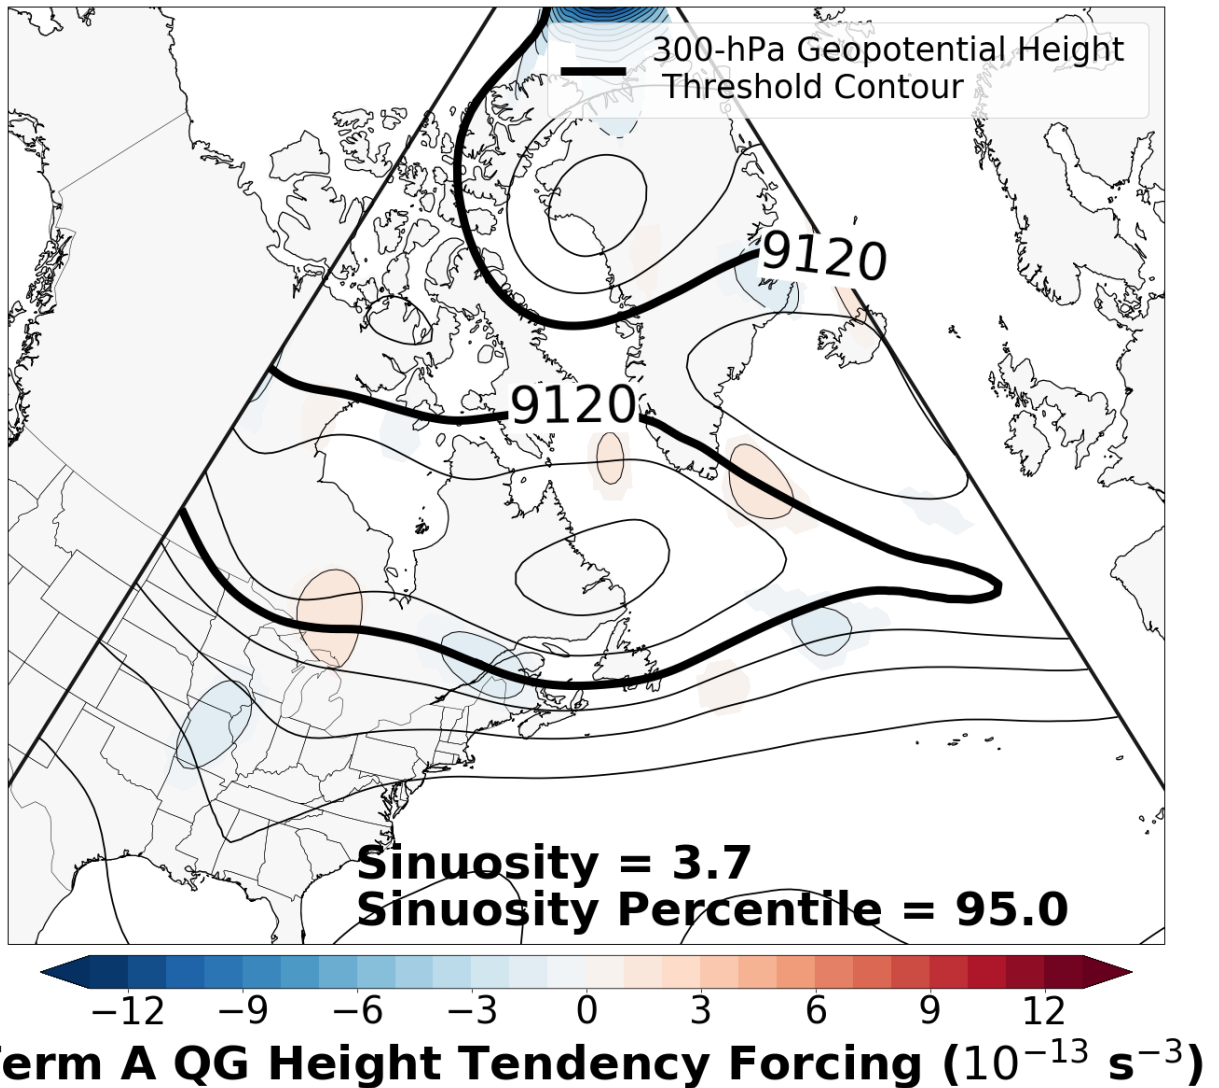 300-hPa Geopotential Height
Threshold Contour
9120
9120
Sinuosity = 3.7
Sinuosity Percentile = 95.0
−12 −9 −6 −3 0 3 6 9 12
Term A QG Height Tendency Forcing (10⁻¹³ s⁻³)